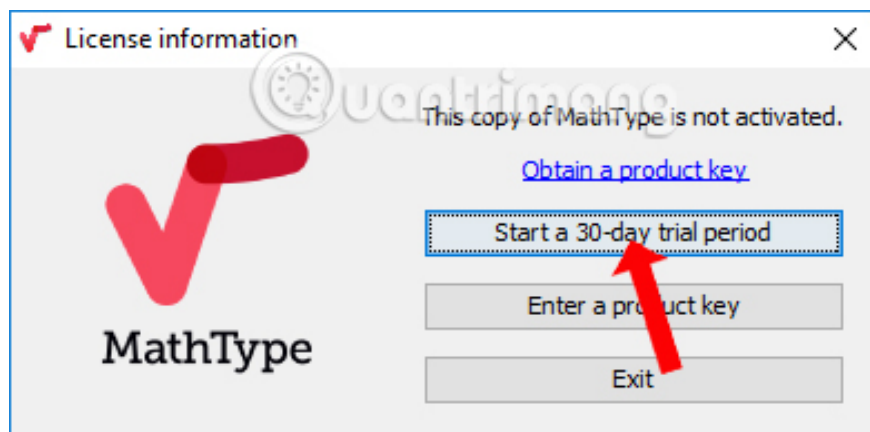 License information
Quantrimang
This copy of MathType is not activated.
Obtain a product key
Start a 30-day trial period
Enter a product key
Exit
MathType